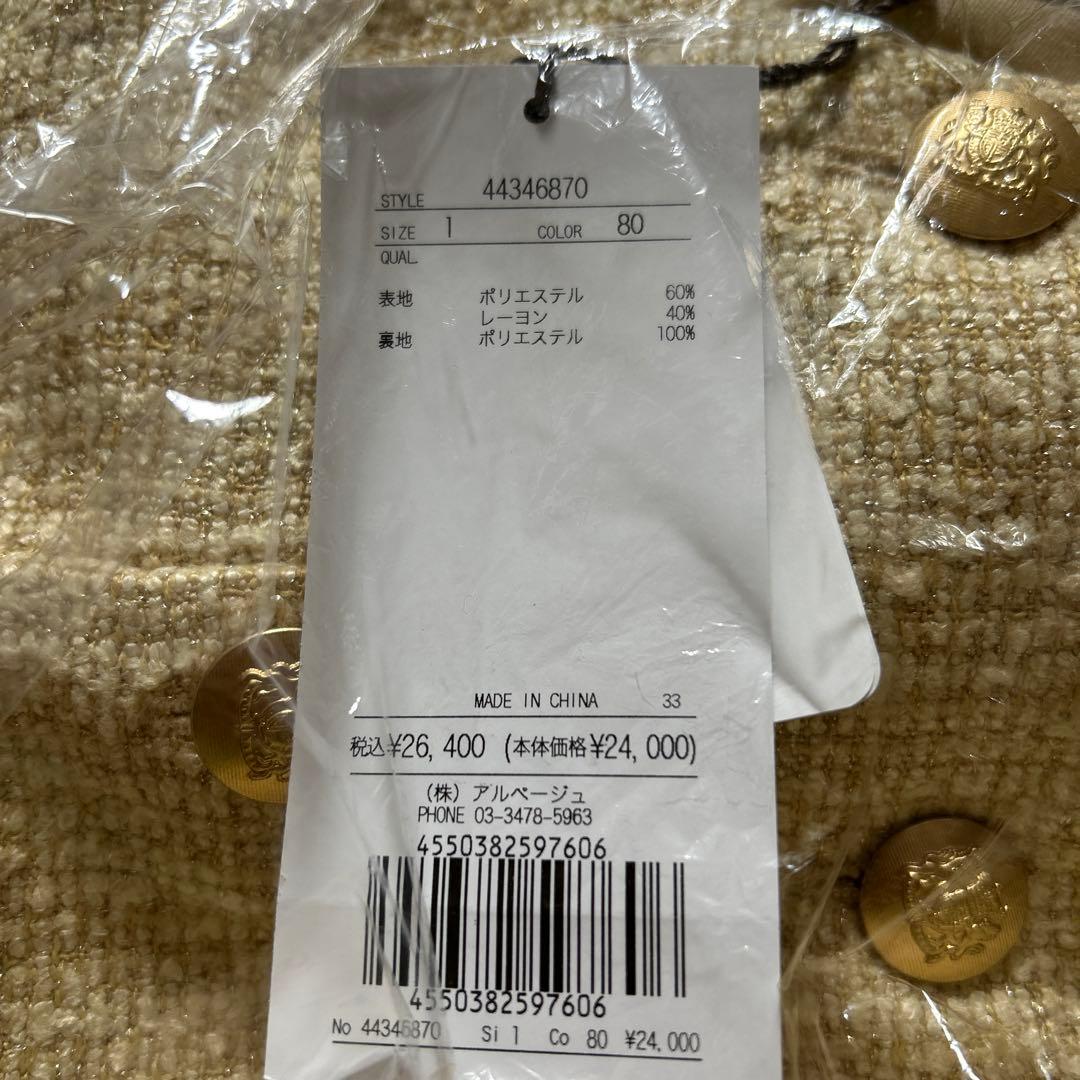 STYLE 44346870
SIZE 1 COLOR 80
QUAL
表地 ポリエステル 60%
レーヨン 40%
裏地 ポリエステル 100%
MADE IN CHINA 33
税込¥26,400 (本体価格¥24,000)
(株) アルページュ
PHONE 03-3478-5963
4550382597606
4550382597606
No 44346870 Si 1 Co 80 ¥24,000